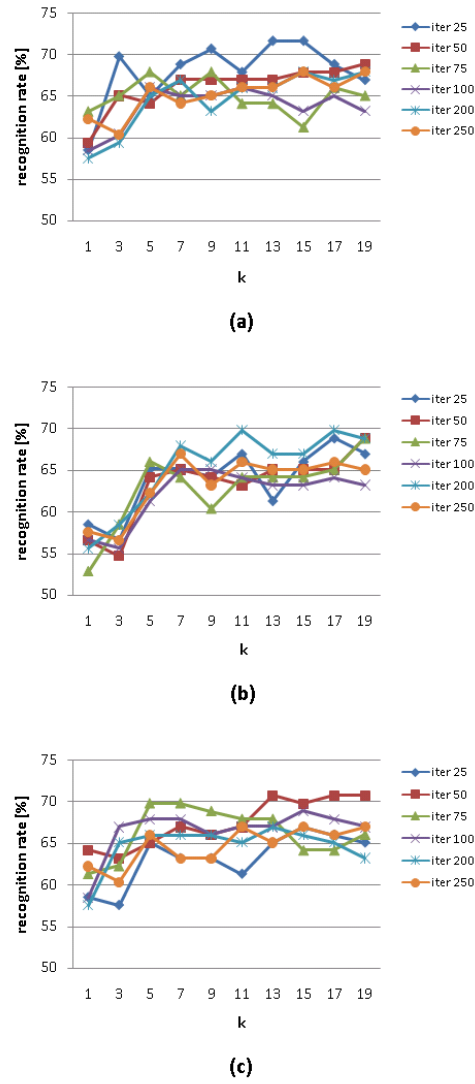 75
70
65
60
55
50
recognition rate [%]
1 3 5 7 9 11 13 15 17 19
k
iter 25
iter 50
iter 75
iter 100
iter 200
iter 250
(a)
75
70
65
60
55
50
recognition rate [%]
1 3 5 7 9 11 13 15 17 19
k
iter 25
iter 50
iter 75
iter 100
iter 200
iter 250
(b)
75
70
65
60
55
50
recognition rate [%]
1 3 5 7 9 11 13 15 17 19
k
iter 25
iter 50
iter 75
iter 100
iter 200
iter 250
(c)